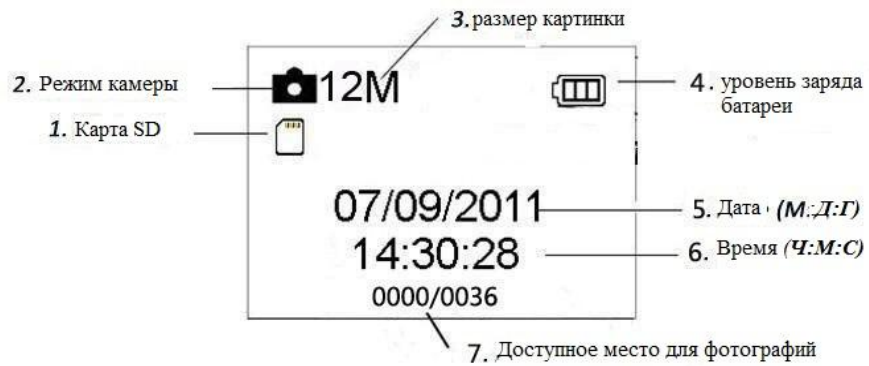 3. размер картинки
2. Режим камеры
12M
4. уровень заряда
батареи
1. Карта SD
07/09/2011
5. Дата (М:Д:Г)
14:30:28
6. Время (Ч:М:С)
0000/0036
7. Доступное место для фотографий